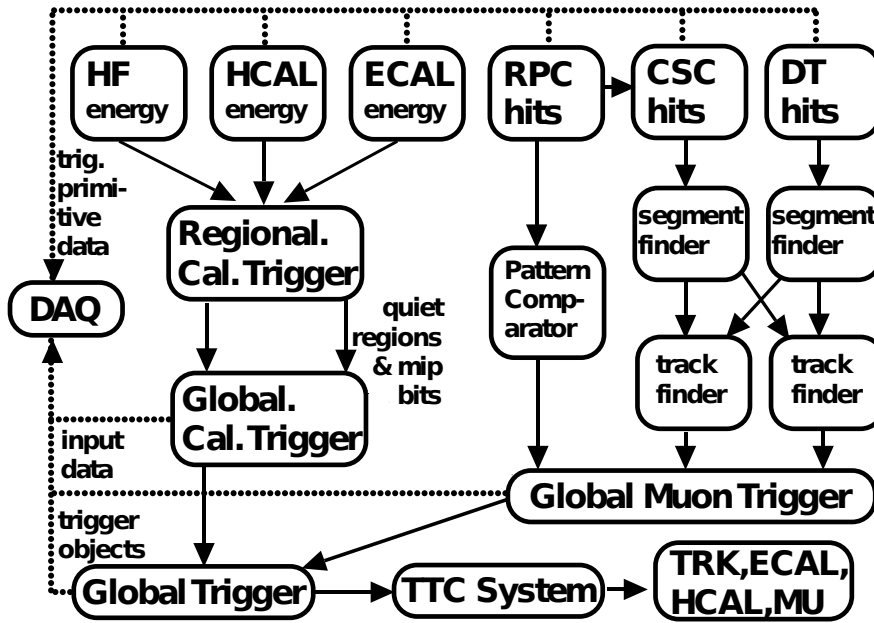 HF
energy
HCAL
energy
ECAL
energy
RPC
hits
CSC
hits
DT
hits
trig.
primi-
tive
data
Regional.
Cal. Trigger
segment
finder
segment
finder
Pattern
Comp-
arator
DAQ
quiet
regions
& mip
bits
track
finder
track
finder
Global.
Cal. Trigger
input
data
Global Muon Trigger
trigger
objects
Global Trigger
TTC System
TRK,ECAL,
HCAL,MU